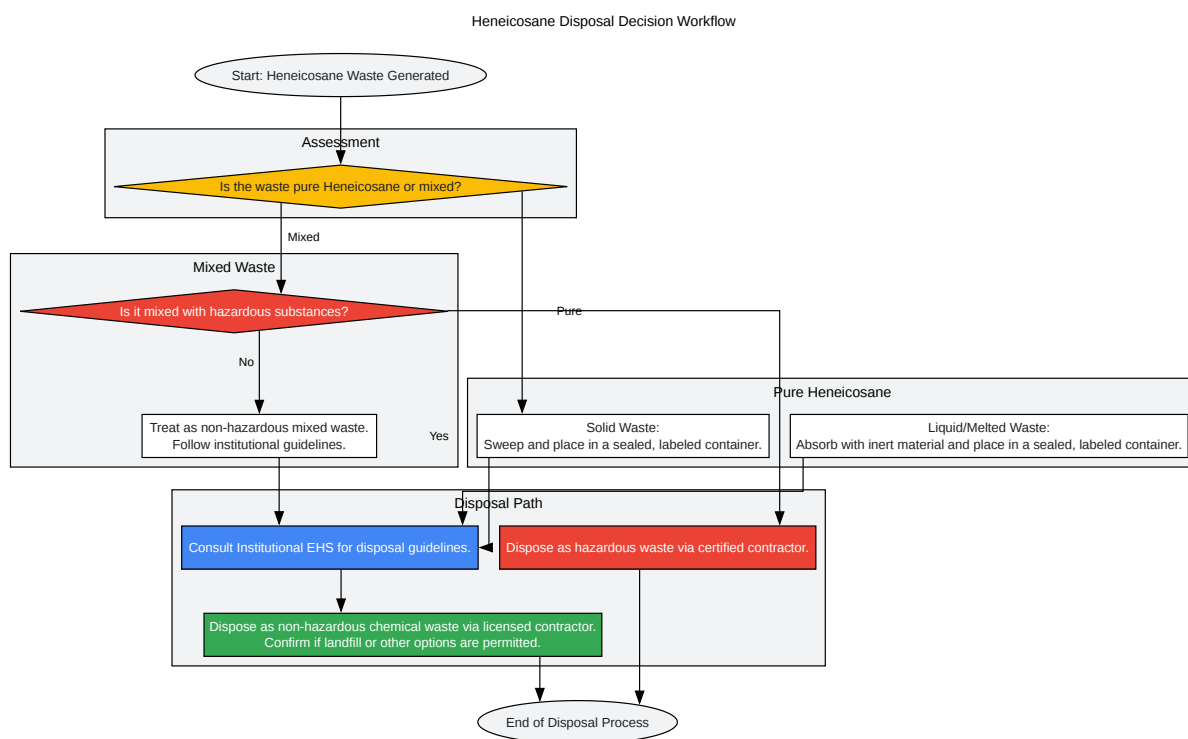 Heneicosane Disposal Decision Workflow
Start: Heneicosane Waste Generated
Assessment
Is the waste pure Heneicosane or mixed?
Mixed
Mixed Waste
Is it mixed with hazardous substances?
Pure
No
Pure Heneicosane
Treat as non-hazardous mixed waste.
Follow institutional guidelines.
Yes
Solid Waste:
Sweep and place in a sealed, labeled container.
Liquid/Melted Waste:
Absorb with inert material and place in a sealed, labeled container.
Disposal Path
Consult Institutional EHS for disposal guidelines.
Dispose as hazardous waste via certified contractor.
Dispose as non-hazardous chemical waste via licensed contractor.
Confirm if landfill or other options are permitted.
End of Disposal Process